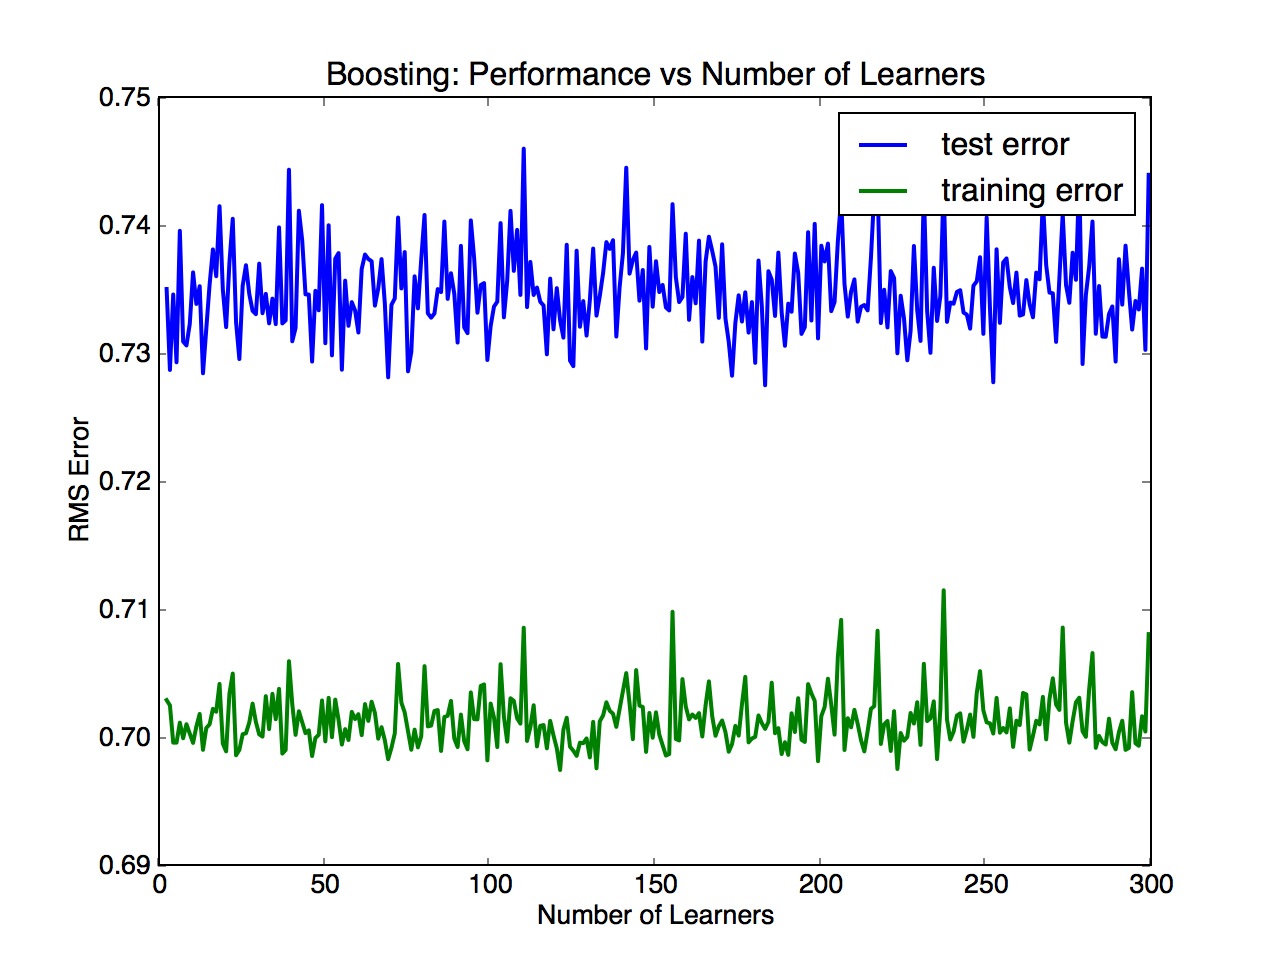 Boosting: Performance vs Number of Learners
0.75
0.74
0.73
0.72
0.71
0.70
0.69
RMS Error
test error
training error
0 50 100 150 200 250 300
Number of Learners